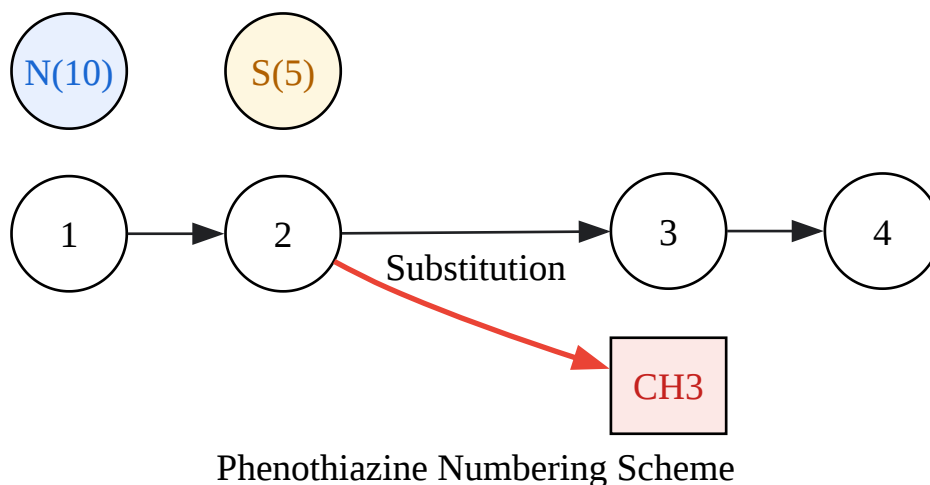 N(10) S(5)
1 2 3 4
Substitution
CH3
Phenothiazine Numbering Scheme